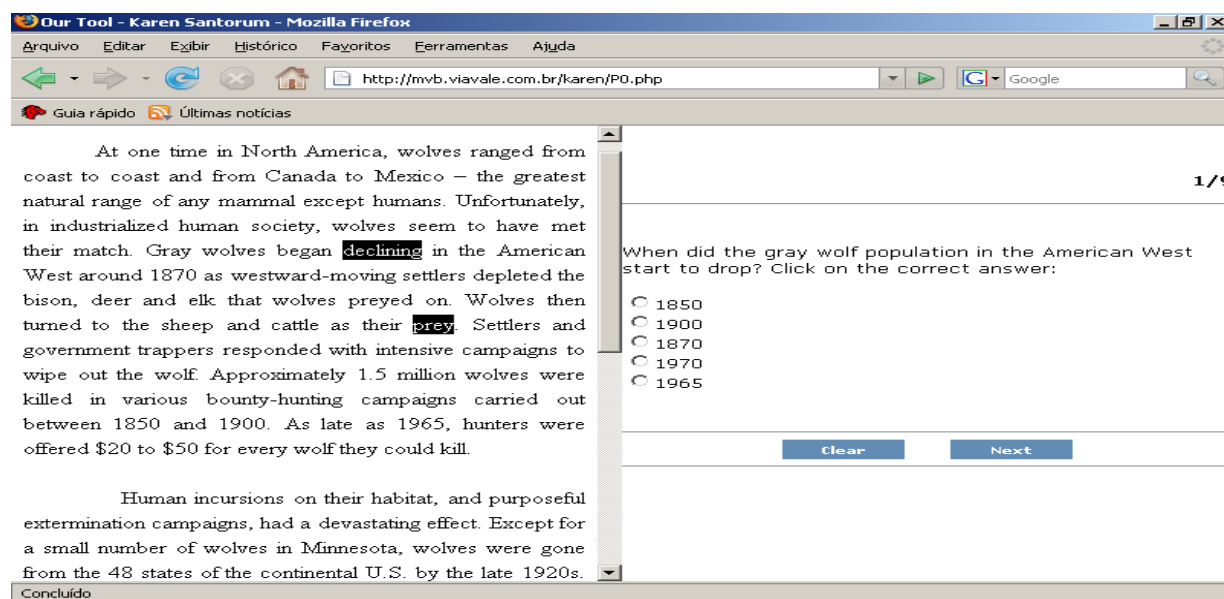 Our Tool - Karen Santorum - Mozilla Firefox
Arquivo Editar Exibir Histórico Favoritos Ferramentas Ajuda
http://mvb.viavale.com.br/karen/P0.php
G Google
Guia rápido Últimas notícias
At one time in North America, wolves ranged from
coast to coast and from Canada to Mexico – the greatest
natural range of any mammal except humans. Unfortunately,
in industrialized human society, wolves seem to have met
their match. Gray wolves began declining in the American
West around 1870 as westward-moving settlers depleted the
bison, deer and elk that wolves preyed on. Wolves then
turned to the sheep and cattle as their prey. Settlers and
government trappers responded with intensive campaigns to
wipe out the wolf. Approximately 1.5 million wolves were
killed in various bounty-hunting campaigns carried out
between 1850 and 1900. As late as 1965, hunters were
offered $20 to $50 for every wolf they could kill.
Human incursions on their habitat, and purposeful
extermination campaigns, had a devastating effect. Except for
a small number of wolves in Minnesota, wolves were gone
from the 48 states of the continental U.S. by the late 1920s.
1/9
When did the gray wolf population in the American West
start to drop? Click on the correct answer:
1850
1900
1870
1970
1965
Clear Next
Concluído